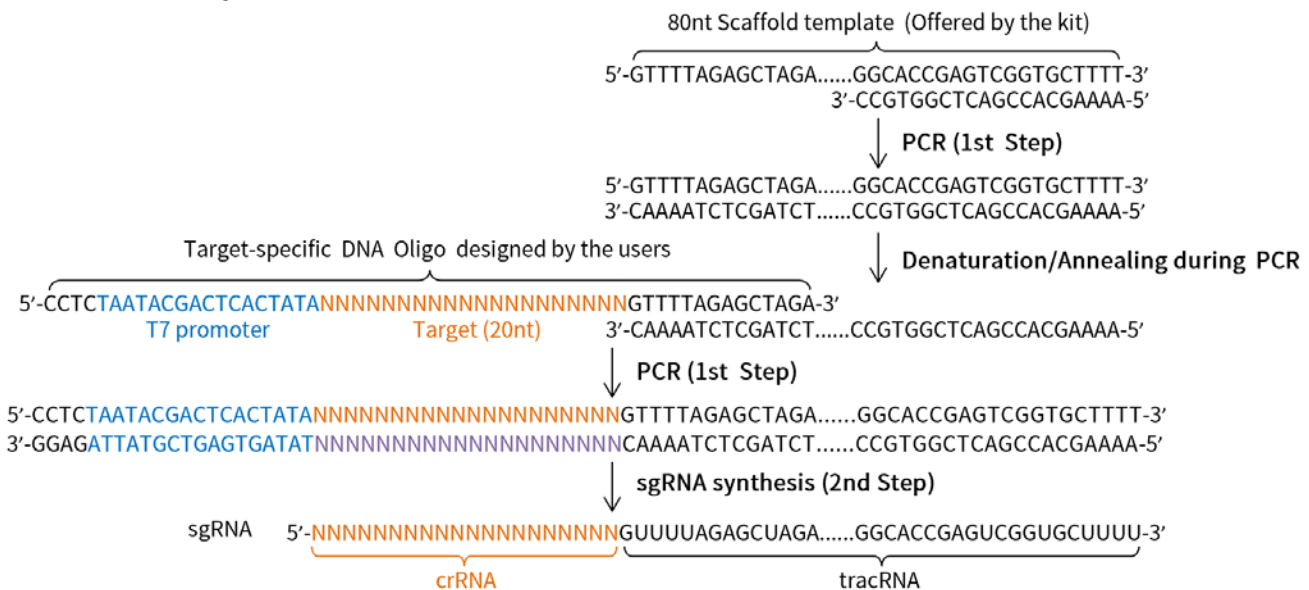 80nt Scaffold template (Offered by the kit)
5′-GTTTTAGAGCTAGA......GGCACCGAGTCGGTGCTTTT-3′
3′-CCGTGGCTCAGCCACGAAAA-5′
PCR (1st Step)
5′-GTTTTAGAGCTAGA......GGCACCGAGTCGGTGCTTTT-3′
3′-CAAAATCTCGATCT......CCGTGGCTCAGCCACGAAAA-5′
Target-specific DNA Oligo designed by the users
Denaturation/Annealing during PCR
5′-CCTCTAATACGACTCACTATANNNNNNNNNNNNNNNNNNNNGTTTTAGAGCTAGA-3′
T7 promoter Target (20nt) 3′-CAAAATCTCGATCT......CCGTGGCTCAGCCACGAAAA-5′
PCR (1st Step)
5′-CCTCTAATACGACTCACTATANNNNNNNNNNNNNNNNNNNNGTTTTAGAGCTAGA......GGCACCGAGTCGGTGCTTTT-3′
3′-GGAGATTATGCTGAGTGATATNNNNNNNNNNNNNNNNNNNNCAAAATCTCGATCT......CCGTGGCTCAGCCACGAAAA-5′
sgRNA synthesis (2nd Step)
sgRNA 5′-NNNNNNNNNNNNNNNNNNNNGUUUUAGAGCUAGA......GGCACCGAGUCGGUGCUUUU-3′
crRNA tracRNA